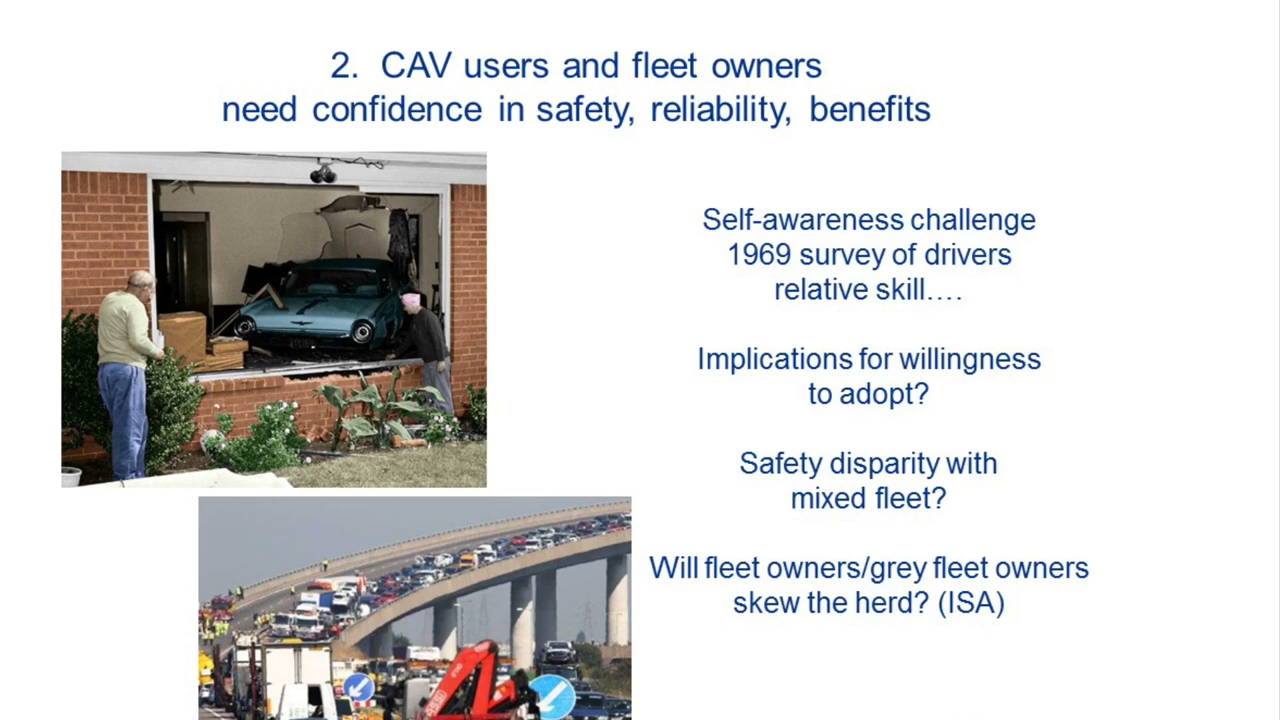 2. CAV users and fleet owners
need confidence in safety, reliability, benefits
Self-awareness challenge
1969 survey of drivers
relative skill….
Implications for willingness
to adopt?
Safety disparity with
mixed fleet?
Will fleet owners/grey fleet owners
skew the herd? (ISA)